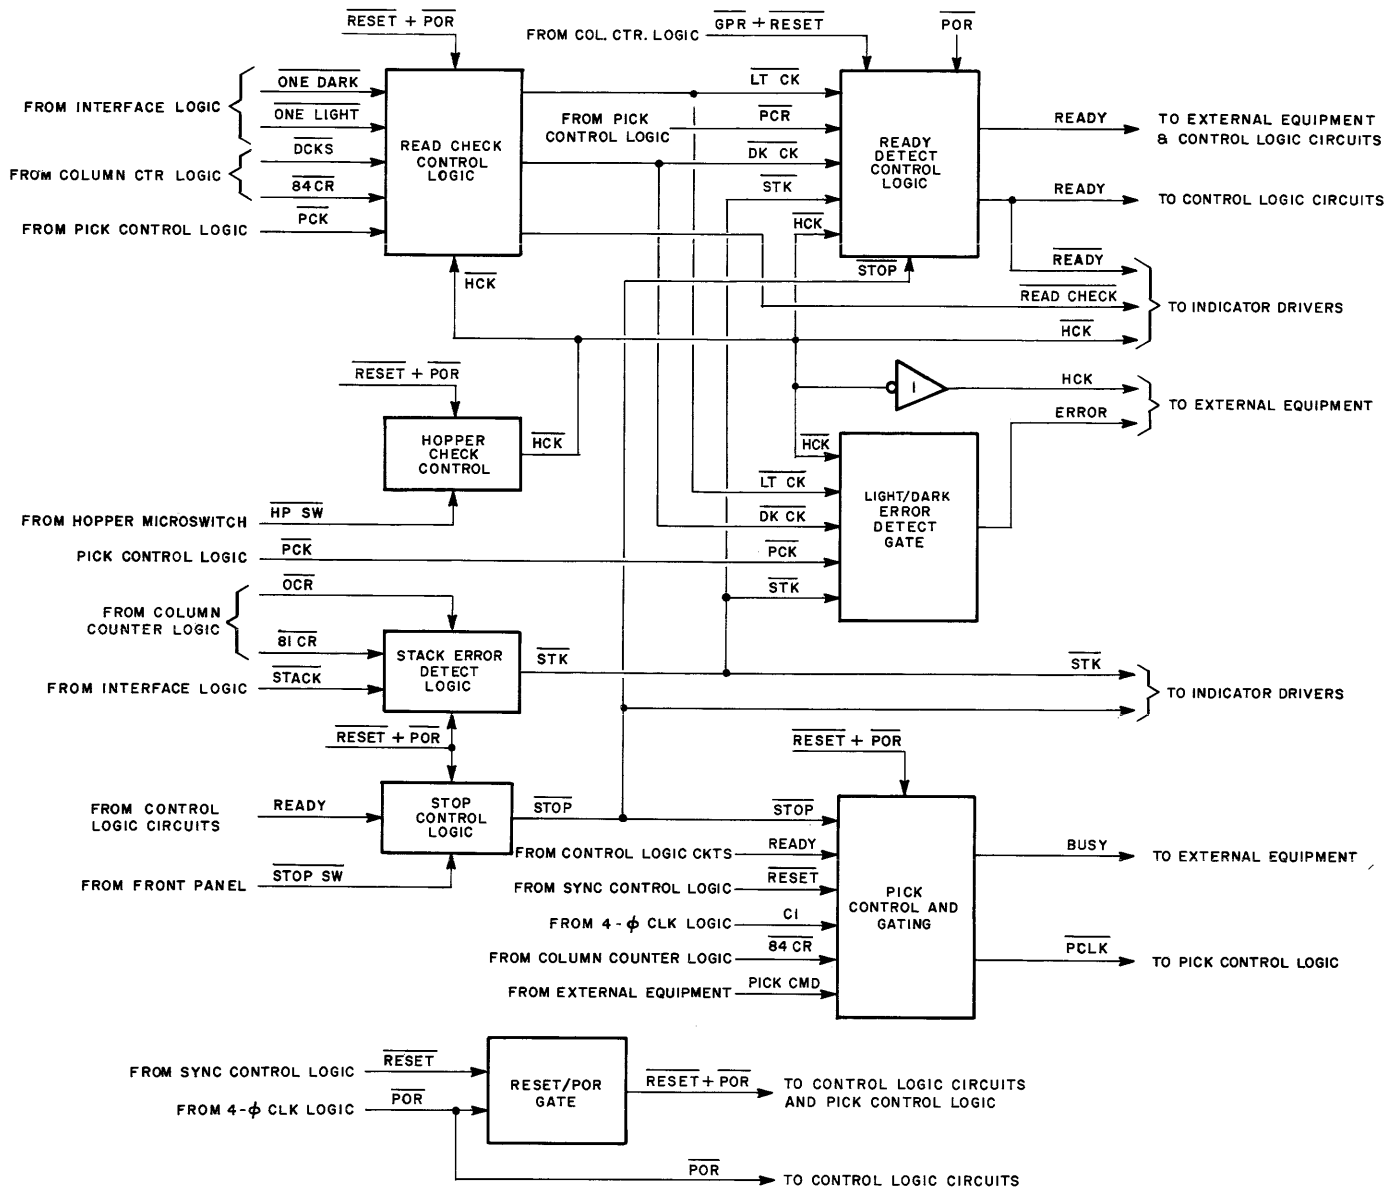 RESET + POR
FROM COL. CTR. LOGIC
GPR + RESET
POR
FROM INTERFACE LOGIC
ONE DARK
ONE LIGHT
FROM COLUMN CTR LOGIC
DCKS
84CR
FROM PICK CONTROL LOGIC
PCK
READ CHECK
CONTROL
LOGIC
HCK
FROM PICK
CONTROL LOGIC
LT CK
PCR
DK CK
STK
HCK
STOP
READY
DETECT
CONTROL
LOGIC
READY
TO EXTERNAL EQUIPMENT
& CONTROL LOGIC CIRCUITS
READY
TO CONTROL LOGIC CIRCUITS
READY
READ CHECK
HCK
TO INDICATOR DRIVERS
RESET + POR
HOPPER
CHECK
CONTROL
HCK
I
HCK
ERROR
TO EXTERNAL EQUIPMENT
FROM HOPPER MICROSWITCH
HP SW
PICK CONTROL LOGIC
PCK
HCK
LT CK
DK CK
PCK
STK
LIGHT/DARK
ERROR
DETECT
GATE
FROM COLUMN
COUNTER LOGIC
OCR
81 CR
FROM INTERFACE LOGIC
STACK
STACK ERROR
DETECT
LOGIC
STK
STK
TO INDICATOR DRIVERS
RESET + POR
FROM CONTROL
LOGIC CIRCUITS
READY
FROM FRONT PANEL
STOP SW
STOP
CONTROL
LOGIC
STOP
RESET + POR
STOP
FROM CONTROL LOGIC CKTS
READY
FROM SYNC CONTROL LOGIC
RESET
FROM 4-ϕ CLK LOGIC
C1
FROM COLUMN COUNTER LOGIC
84 CR
FROM EXTERNAL EQUIPMENT
PICK CMD
PICK
CONTROL AND
GATING
BUSY
TO EXTERNAL EQUIPMENT
PCLK
TO PICK CONTROL LOGIC
FROM SYNC CONTROL LOGIC
RESET
FROM 4-ϕ CLK LOGIC
POR
RESET/POR
GATE
RESET + POR
TO CONTROL LOGIC CIRCUITS
AND PICK CONTROL LOGIC
POR
TO CONTROL LOGIC CIRCUITS